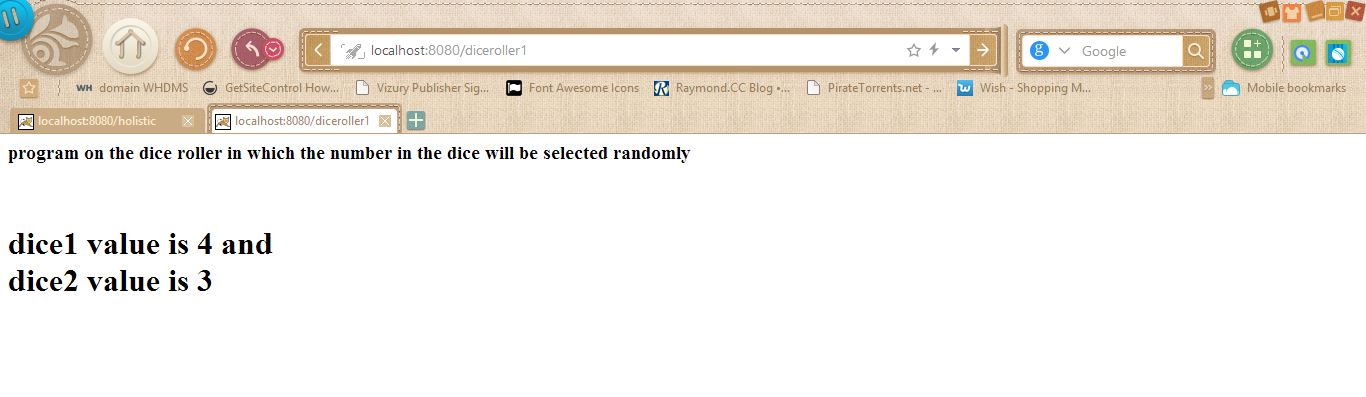 localhost:8080/diceroller1
g Google
WH domain WHDMS GetSiteControl How... Vizury Publisher Sig... Font Awesome Icons Raymond.CC Blog •... PirateTorrents.net - ... Wish - Shopping M... » Mobile bookmarks
localhost:8080/holistic localhost:8080/diceroller1
program on the dice roller in which the number in the dice will be selected randomly
dice1 value is 4 and
dice2 value is 3